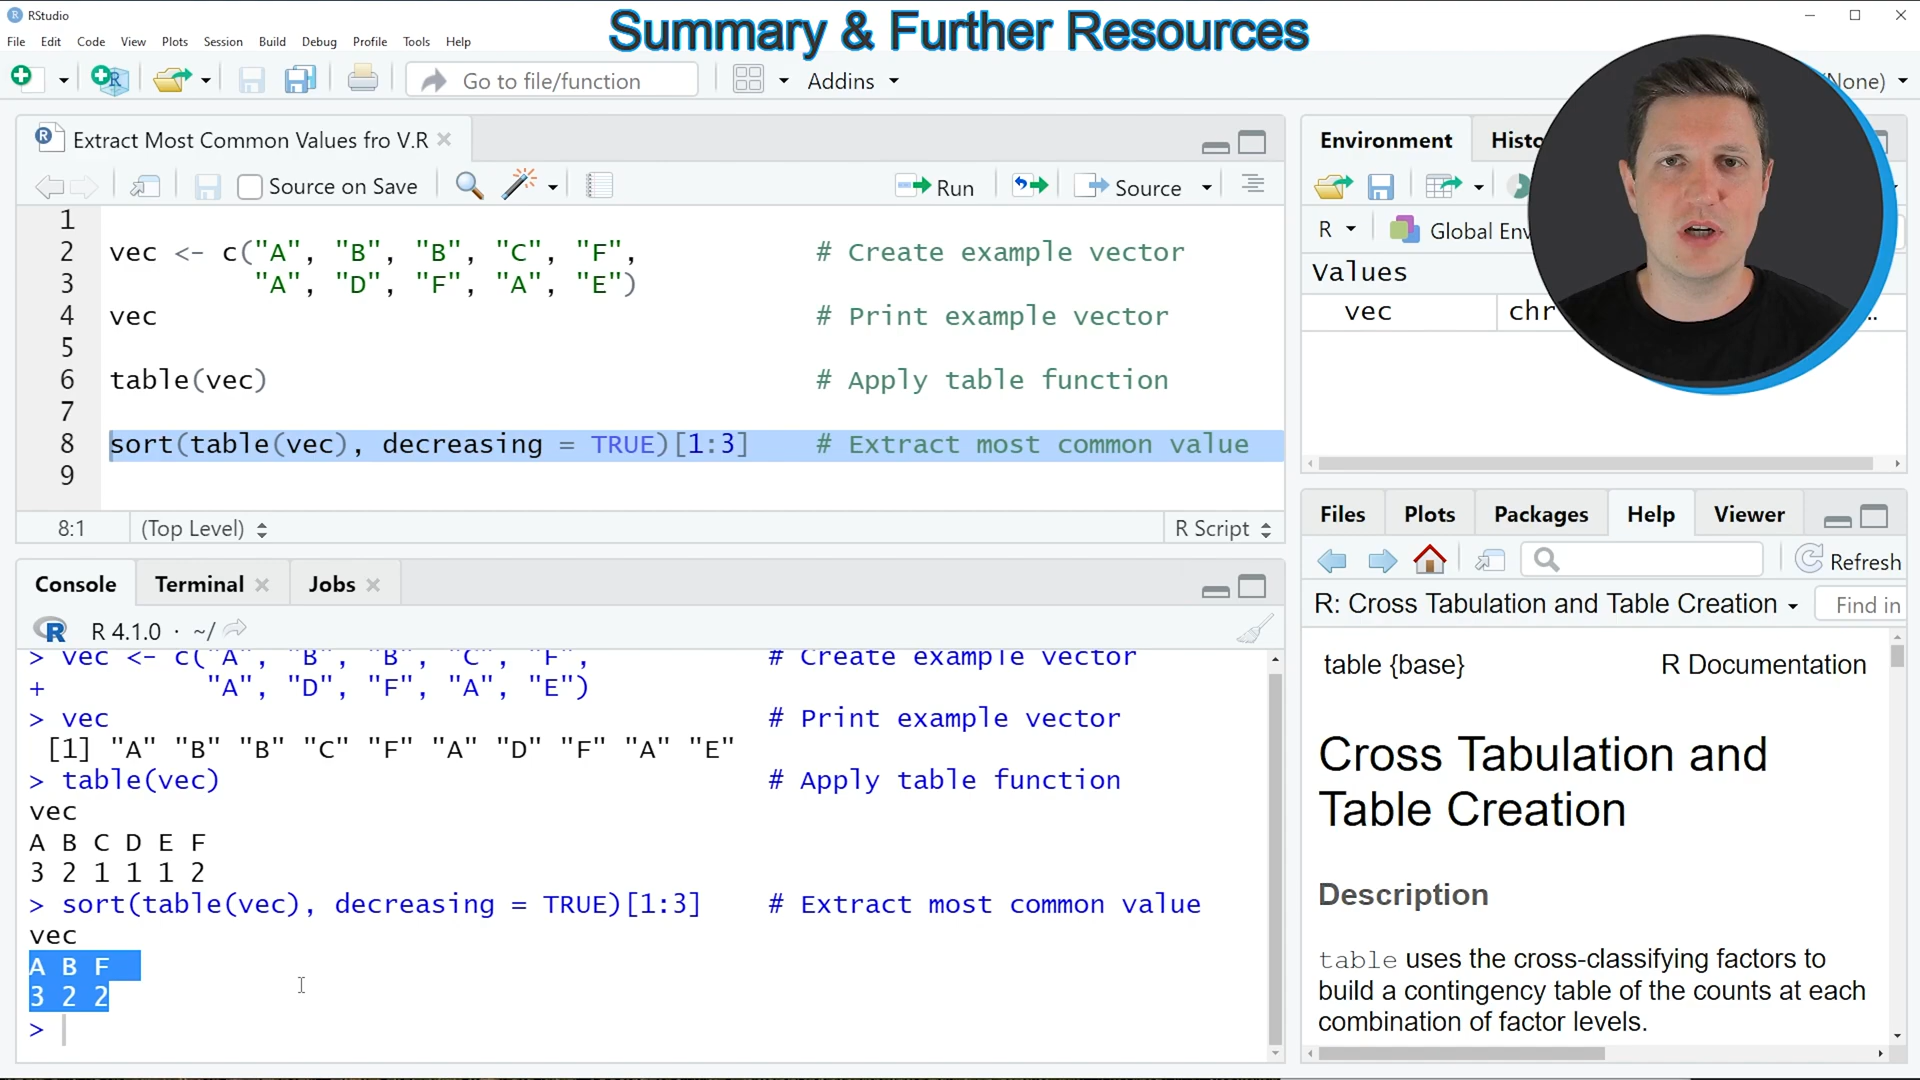 RStudio
Summary & Further Resources
File Edit Code View Plots Session Build Debug Profile Tools Help
Go to file/function
Addins
(None)
Extract Most Common Values fro V.R
Source on Save
Run
Source
1
2 vec <- c("A", "B", "B", "C", "F", # Create example vector
3 "A", "D", "F", "A", "E")
4 vec # Print example vector
5
6 table(vec) # Apply table function
7
8 sort(table(vec), decreasing = TRUE)[1:3] # Extract most common value
9
8:1 (Top Level) R Script
Console Terminal Jobs
R 4.1.0 · ~/
> vec <- c("A", "B", "B", "C", "F", # Create example vector
+ "A", "D", "F", "A", "E")
> vec # Print example vector
[1] "A" "B" "B" "C" "F" "A" "D" "F" "A" "E"
> table(vec) # Apply table function
vec
A B C D E F
3 2 1 1 1 2
> sort(table(vec), decreasing = TRUE)[1:3] # Extract most common value
vec
A B F
3 2 2
>
Environment
R
Values
vec chr
Files Plots Packages Help Viewer
Refresh
R: Cross Tabulation and Table Creation
Find in
table {base} R Documentation
Cross Tabulation and
Table Creation
Description
table uses the cross-classifying factors to
build a contingency table of the counts at each
combination of factor levels.